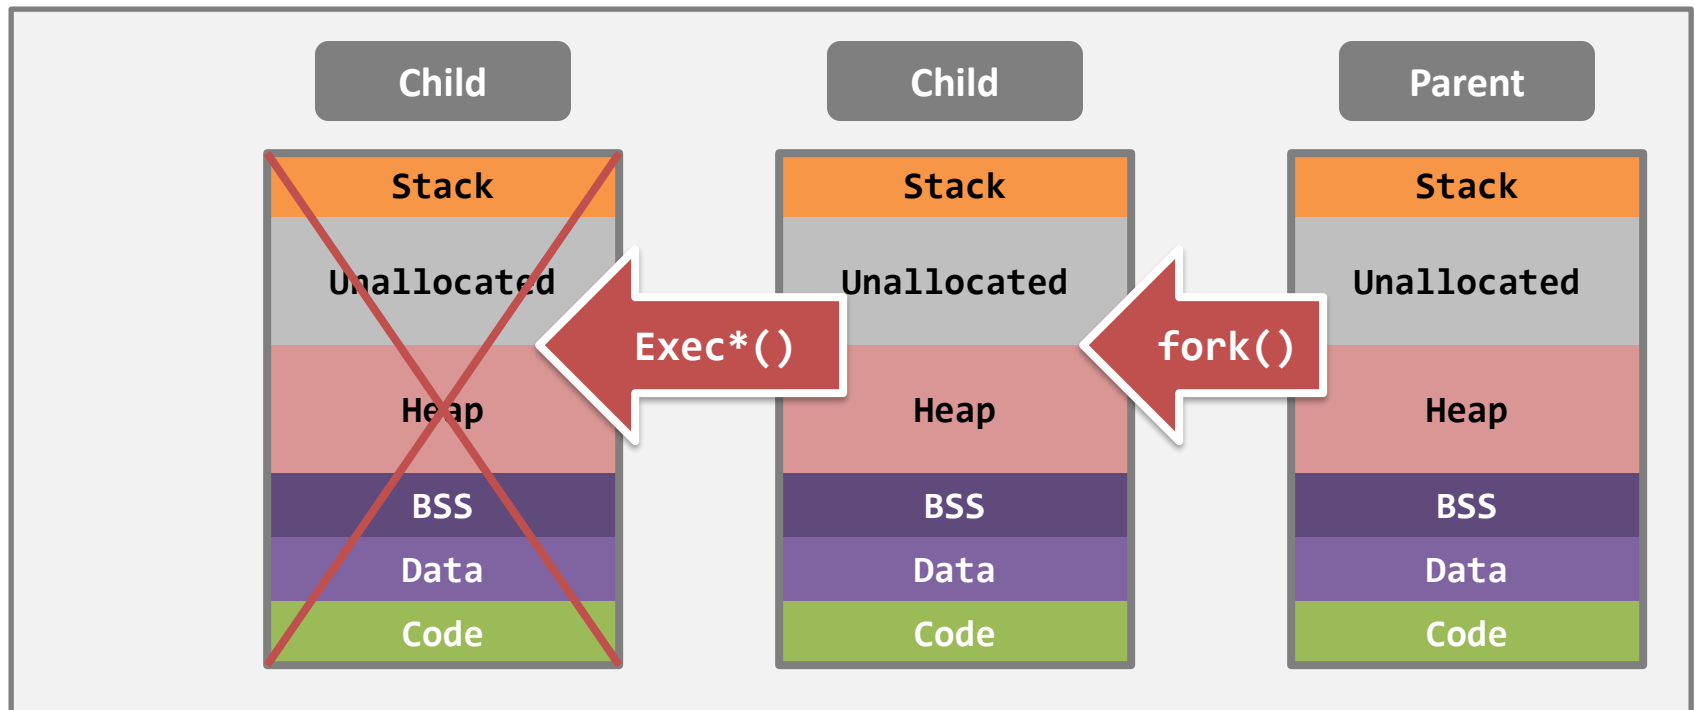 Child
Child
Parent
Stack
Stack
Stack
Unallocated
Unallocated
Unallocated
Exec*()
fork()
Heap
Heap
Heap
BSS
BSS
BSS
Data
Data
Data
Code
Code
Code